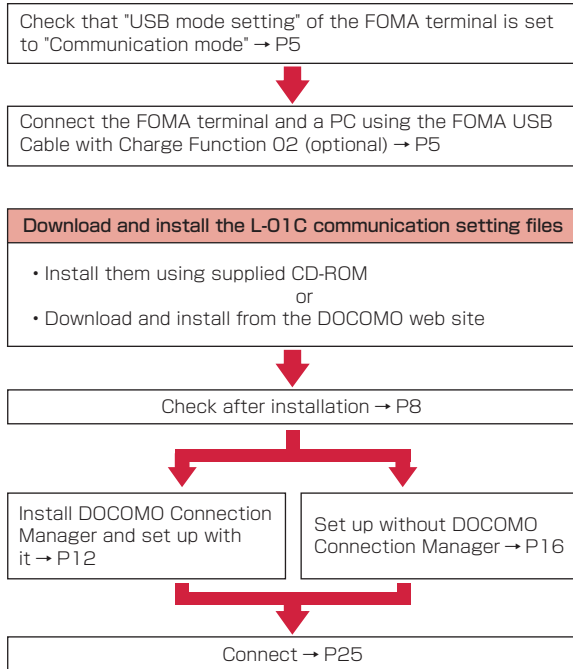 Check that "USB mode setting" of the FOMA terminal is set
to "Communication mode" → P5
Connect the FOMA terminal and a PC using the FOMA USB
Cable with Charge Function 02 (optional) → P5
Download and install the L-01C communication setting files
・Install them using supplied CD-ROM
or
・Download and install from the DOCOMO web site
Check after installation → P8
Install DOCOMO Connection
Manager and set up with
it → P12
Set up without DOCOMO
Connection Manager → P16
Connect → P25